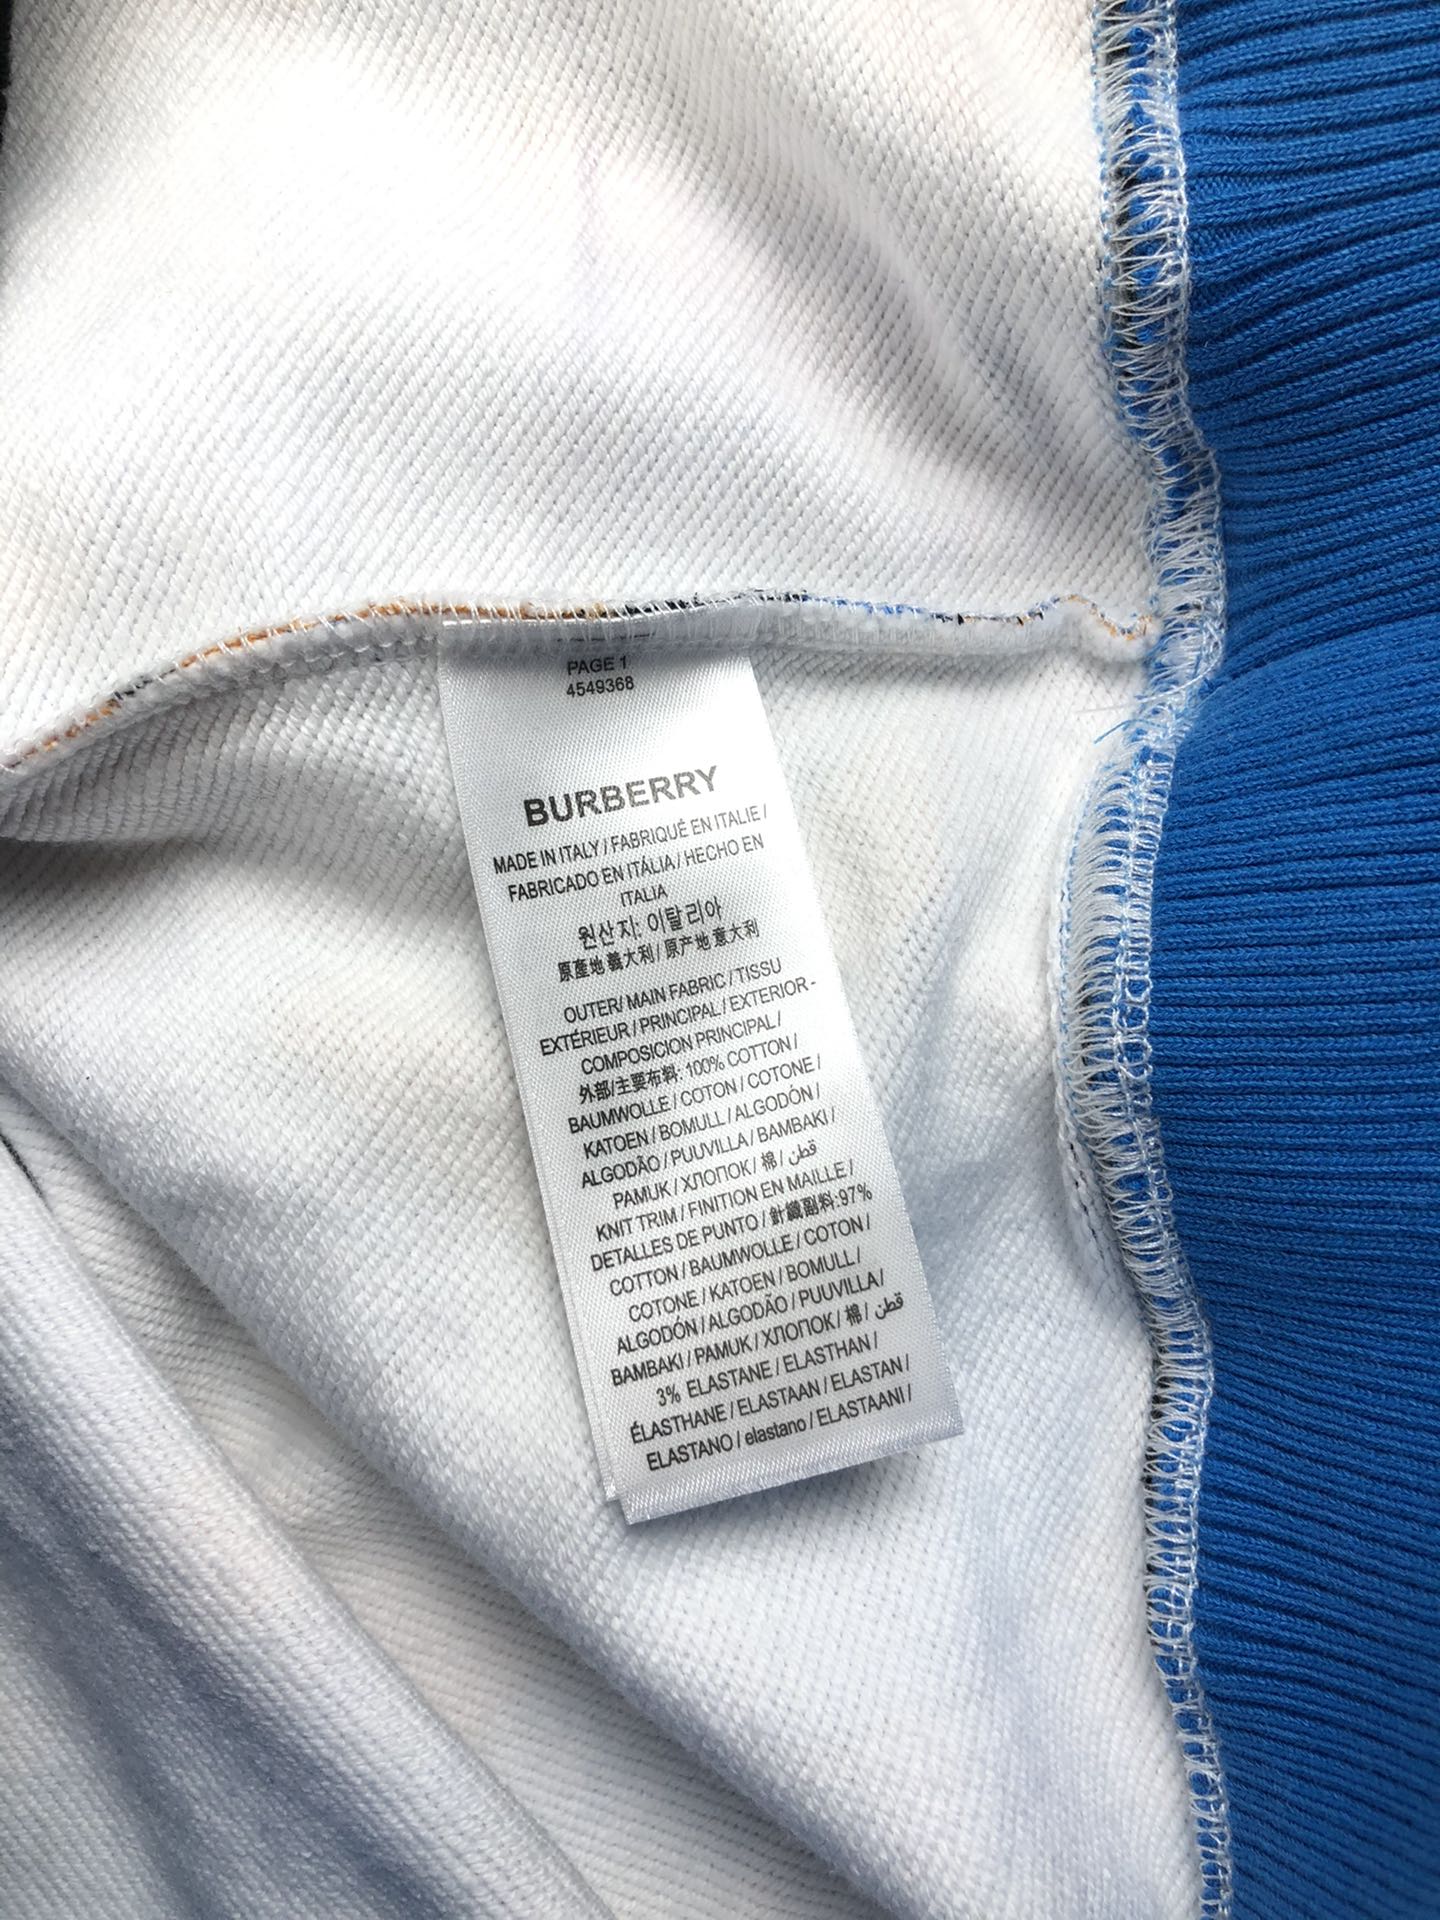 PAGE 1
4549368
BURBERRY
MADE IN ITALY / FABRIQUÉ EN ITALIE /
FABRICADO EN ITÁLIA / HECHO EN
ITALIA
원산지: 이탈리아
原產地 義大利 / 原产地 意大利
OUTER/ MAIN FABRIC / TISSU
EXTÉRIEUR / PRINCIPAL / EXTERIOR -
COMPOSICION PRINCIPAL /
外部/主要布料: 100% COTTON /
BAUMWOLLE / COTON / COTONE /
KATOEN / BOMULL / ALGODÓN /
ALGODÃO / PUUVILLA / BAMBAKI /
PAMUK / ХЛОПОК / 棉 / قطن
KNIT TRIM / FINITION EN MAILLE /
DETALLES DE PUNTO / 針織副料: 97%
COTTON / BAUMWOLLE / COTON /
COTONE / KATOEN / BOMULL /
ALGODÓN / ALGODÃO / PUUVILLA /
BAMBAKI / PAMUK / ХЛОПОК / 棉 / قطن
3% ELASTANE / ELASTHAN /
ÉLASTHANE / ELASTAAN / ELASTAN /
ELASTANO / elastano / ELASTAANI /